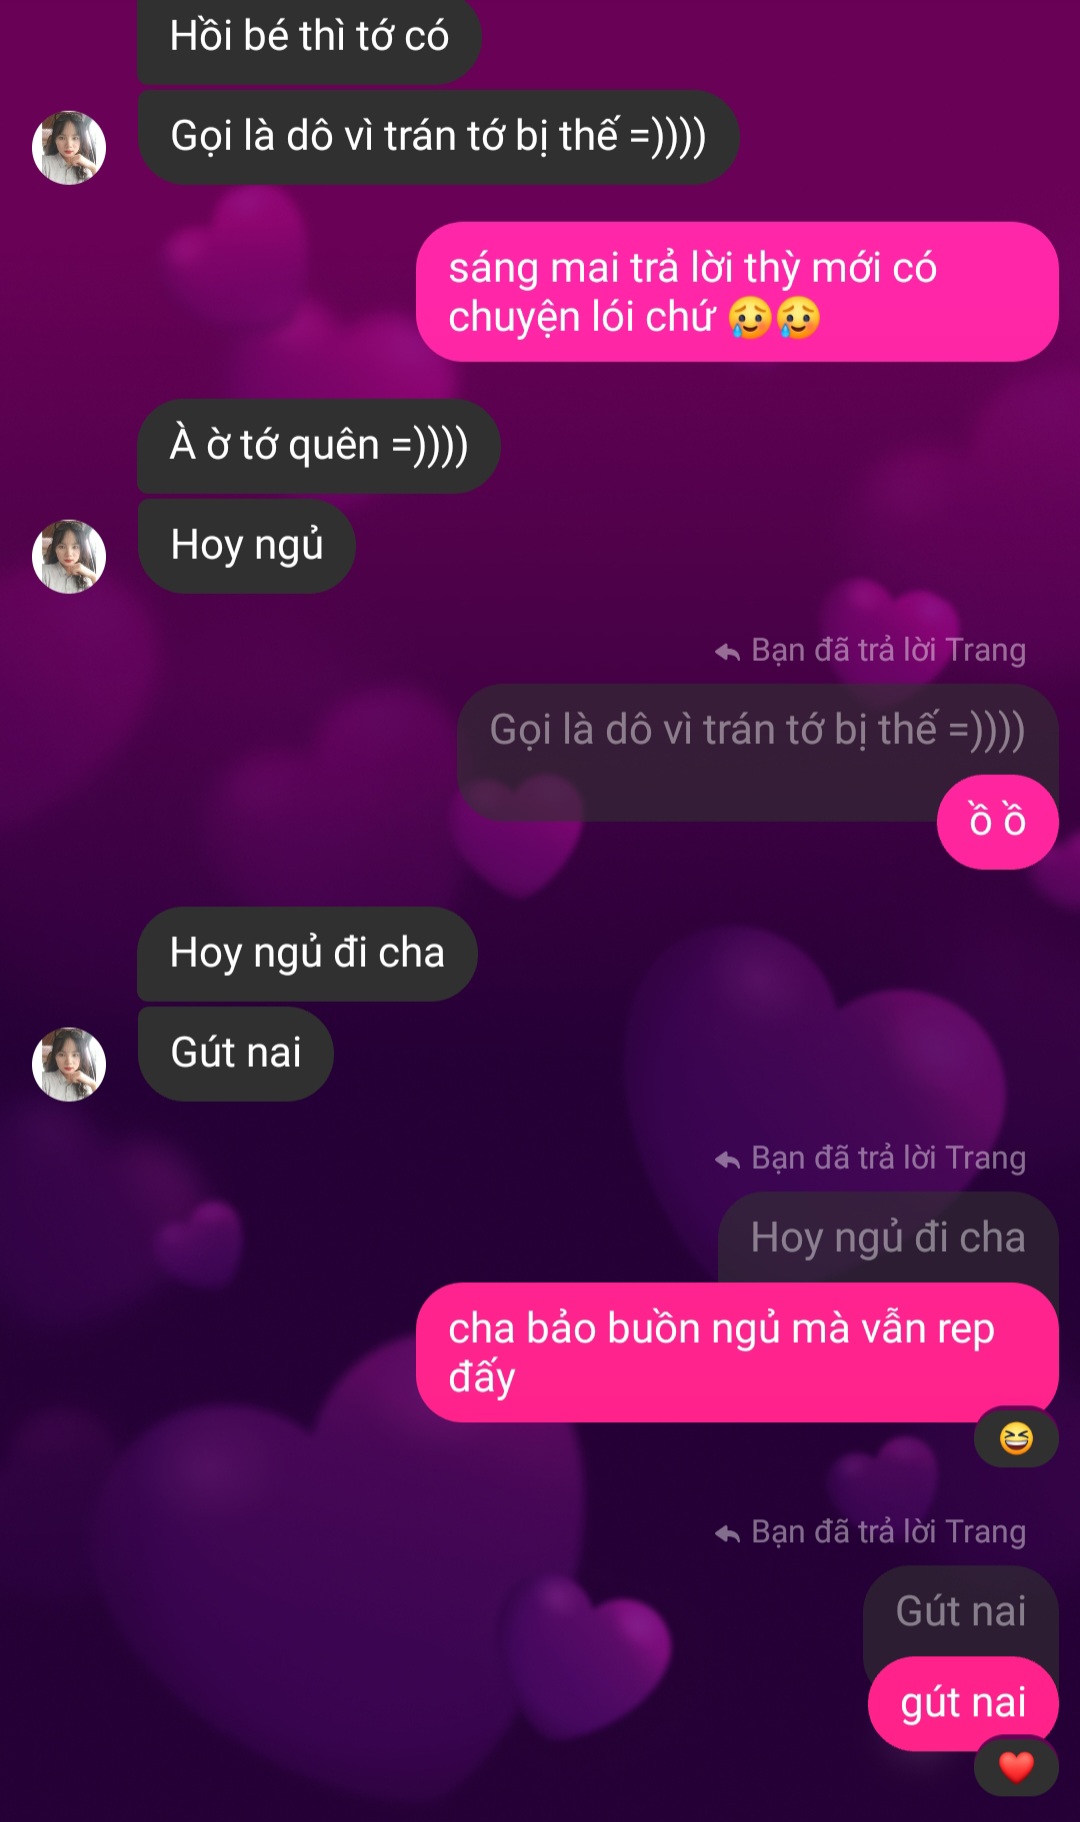 Hồi bé thì tớ có
Gọi là dô vì trán tớ bị thế =))))
sáng mai trả lời thỳ mới có
chuyện lói chứ 🥲🥲
À ờ tớ quên =))))
Hoy ngủ
Bạn đã trả lời Trang
Gọi là dô vì trán tớ bị thế =))))
ồ ồ
Hoy ngủ đi cha
Gút nai
Bạn đã trả lời Trang
Hoy ngủ đi cha
cha bảo buồn ngủ mà vẫn rep
đấy
😆
Bạn đã trả lời Trang
Gút nai
gút nai
❤️